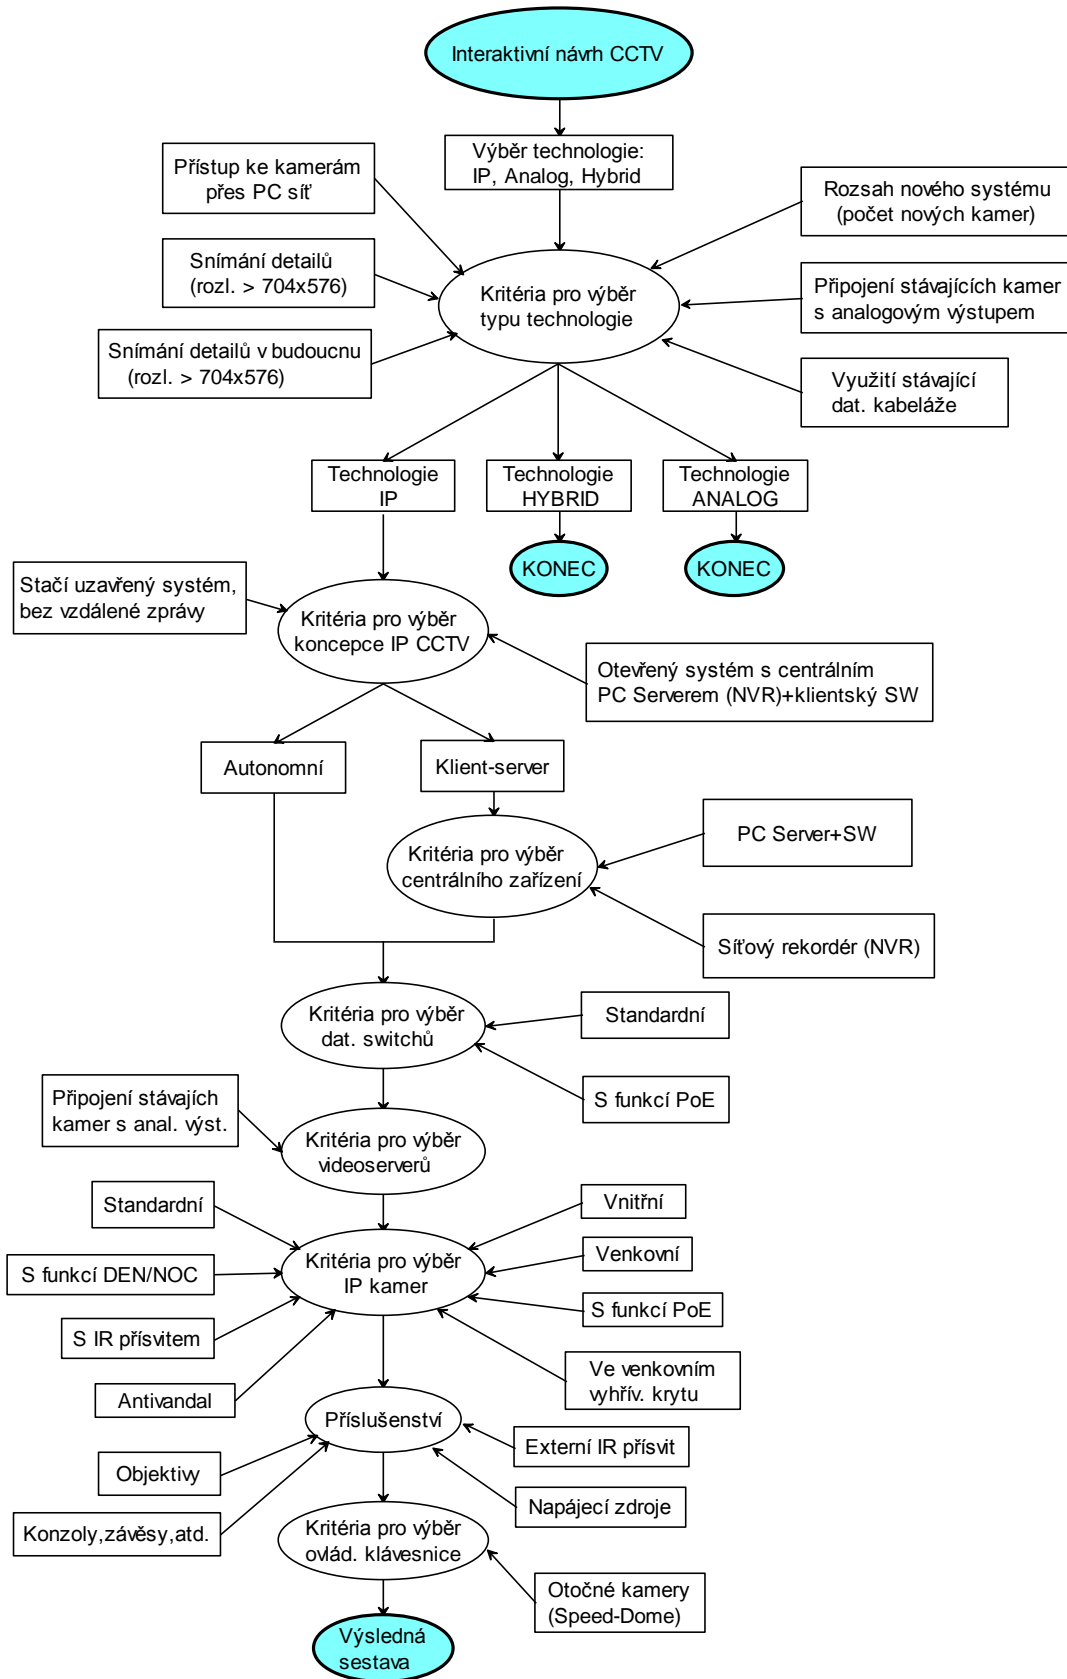 Interaktivní návrh CCTV
Výběr technologie:
IP, Analog, Hybrid
Přístup ke kamerám
přes PC síť
Rozsah nového systému
(počet nových kamer)
Snímání detailů
(rozl. > 704x576)
Kritéria pro výběr
typu technologie
Připojení stávajících kamer
s analogovým výstupem
Snímání detailů v budoucnu
(rozl. > 704x576)
Využití stávající
dat. kabeláže
Technologie
IP
Technologie
HYBRID
Technologie
ANALOG
KONEC
KONEC
Stačí uzavřený systém,
bez vzdálené zprávy
Kritéria pro výběr
koncepce IP CCTV
Otevřený systém s centrálním
PC Serverem (NVR)+klientský SW
Autonomní
Klient-server
PC Server+SW
Kritéria pro výběr
centrálního zařízení
Síťový rekordér (NVR)
Kritéria pro výběr
dat. switchů
Standardní
S funkcí PoE
Připojení stávajích
kamer s anal. výst.
Kritéria pro výběr
videoserverů
Standardní
Vnitřní
S funkcí DEN/NOC
Kritéria pro výběr
IP kamer
Venkovní
S funkcí PoE
S IR přísvitem
Antivandal
Ve venkovním
vyhřív. krytu
Příslušenství
Externí IR přísvit
Objektivy
Napájecí zdroje
Konzoly,závěsy,atd.
Kritéria pro výběr
ovlád. klávesnice
Otočné kamery
(Speed-Dome)
Výsledná
sestava